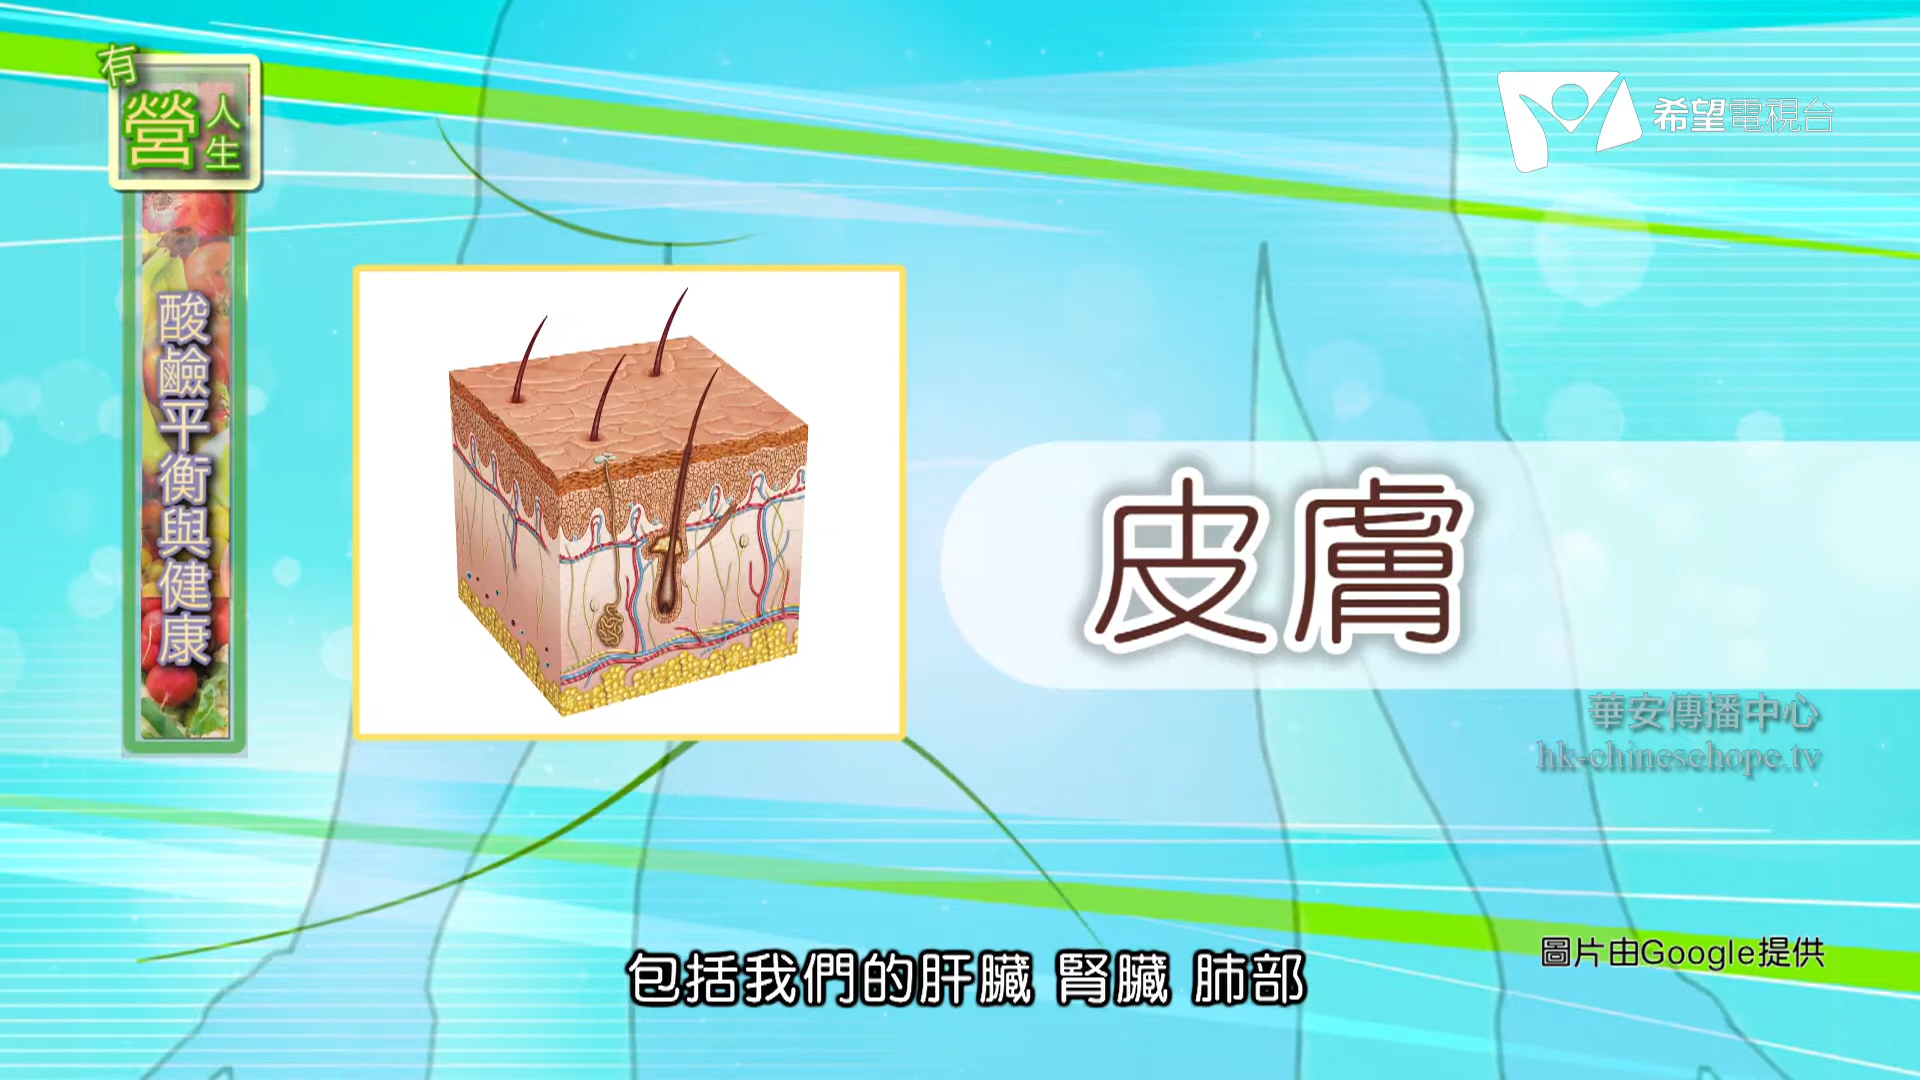 有營人生
希望電視台
酸鹼平衡與健康
皮膚
華安傳播中心
hk-chinesehope.tv
圖片由Google提供
包括我們的肝臟 腎臟 肺部